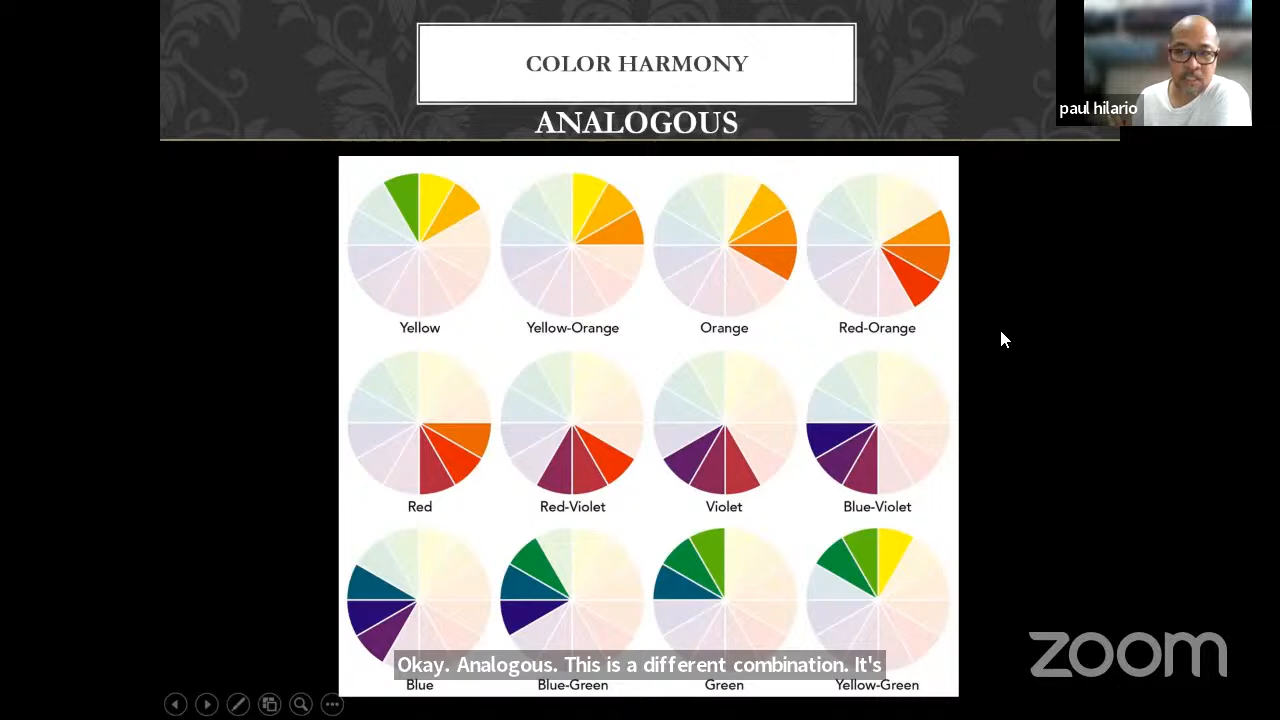 COLOR HARMONY
ANALOGOUS
paul hilario
Yellow
Yellow-Orange
Orange
Red-Orange
Red
Red-Violet
Violet
Blue-Violet
Okay. Analogous. This is a different combination. It's
Blue
Blue-Green
Green
Yellow-Green
zoom